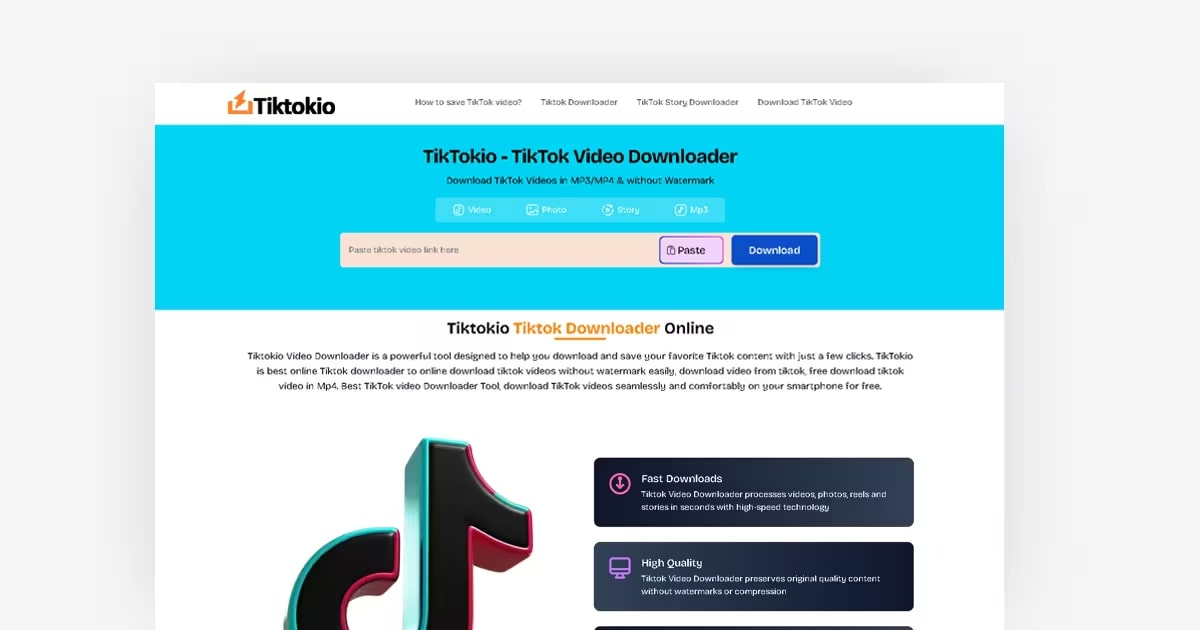 Tiktokio
How to save TikTok video? Tiktok Downloader TikTok Story Downloader Download TikTok Video
TikTokio - TikTok Video Downloader
Download TikTok Videos in MP3/MP4 & without Watermark
Video Photo Story Mp3
Paste tiktok video link here Paste Download
Tiktokio Tiktok Downloader Online
Tiktokio Video Downloader is a powerful tool designed to help you download and save your favorite Tiktok content with just a few clicks. TikTokio
is best online Tiktok downloader to online download tiktok videos without watermark easily, download video from tiktok, free download tiktok
video in Mp4. Best TikTok video Downloader Tool, download TikTok videos seamlessly and comfortably on your smartphone for free.
Fast Downloads
Tiktok Video Downloader processes videos, photos, reels and
stories in seconds with high-speed technology
High Quality
Tiktok Video Downloader preserves original quality content
without watermarks or compression